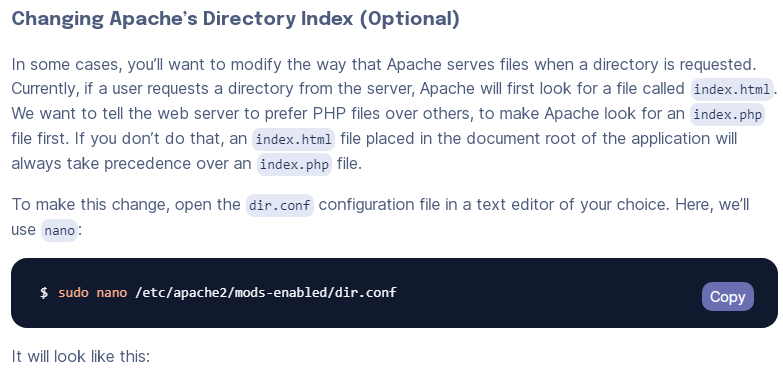 Changing Apache’s Directory Index (Optional)
In some cases, you’ll want to modify the way that Apache serves files when a directory is requested.
Currently, if a user requests a directory from the server, Apache will first look for a file called index.html.
We want to tell the web server to prefer PHP files over others, to make Apache look for an index.php
file first. If you don’t do that, an index.html file placed in the document root of the application will
always take precedence over an index.php file.
To make this change, open the dir.conf configuration file in a text editor of your choice. Here, we’ll
use nano:
$ sudo nano /etc/apache2/mods-enabled/dir.conf
Copy
It will look like this: